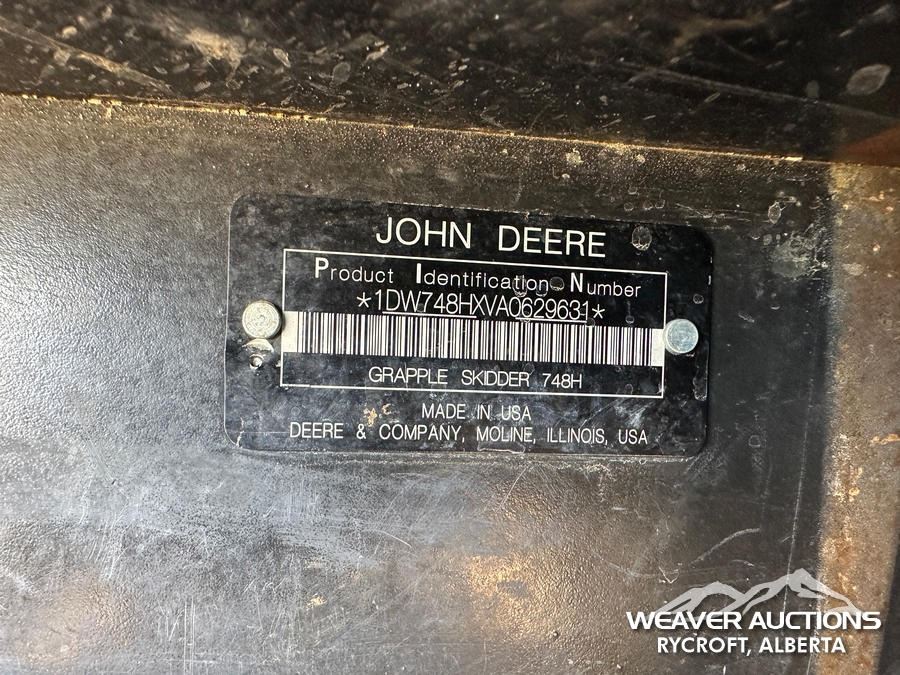 JOHN DEERE
Product Identification Number
*1DW748HXVA0629631*
GRAPPLE SKIDDER 748H
MADE IN USA
DEERE & COMPANY, MOLINE, ILLINOIS, USA
WEAVER AUCTIONS
RYCROFT, ALBERTA